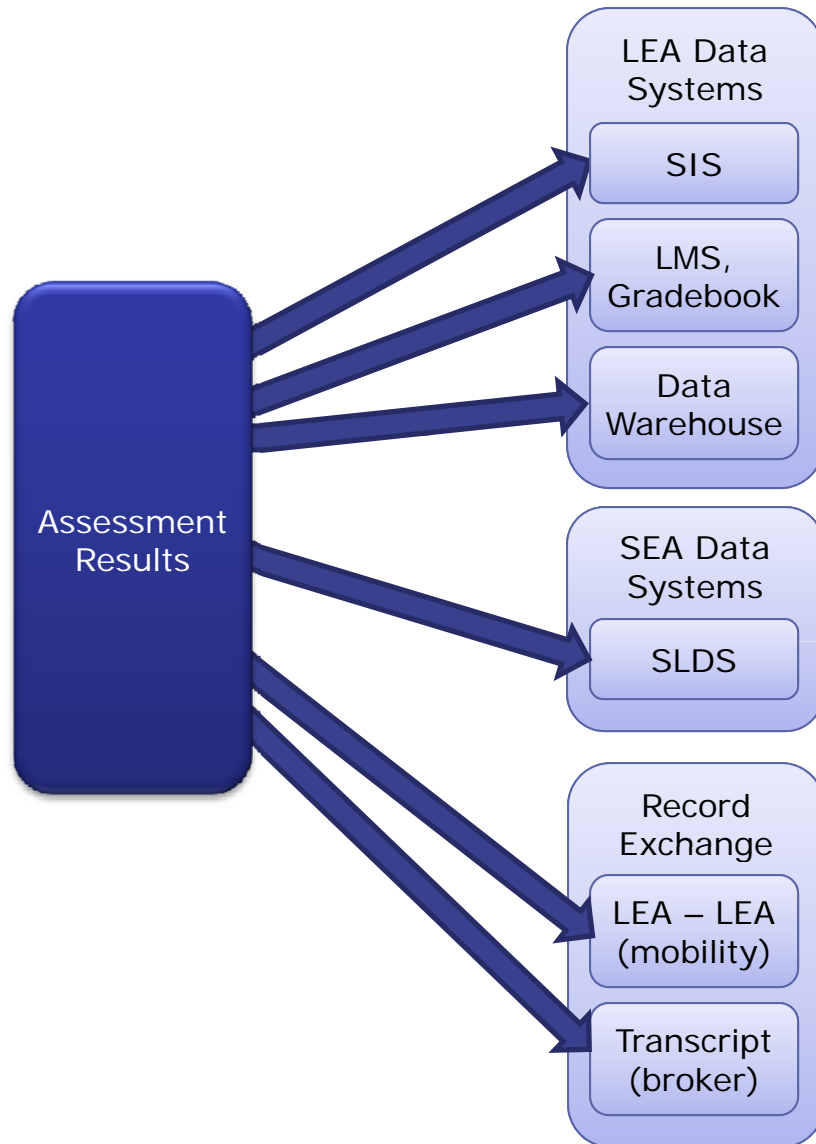 Assessment
Results
LEA Data
Systems
SIS
LMS,
Gradebook
Data
Warehouse
SEA Data
Systems
SLDS
Record
Exchange
LEA – LEA
(mobility)
Transcript
(broker)